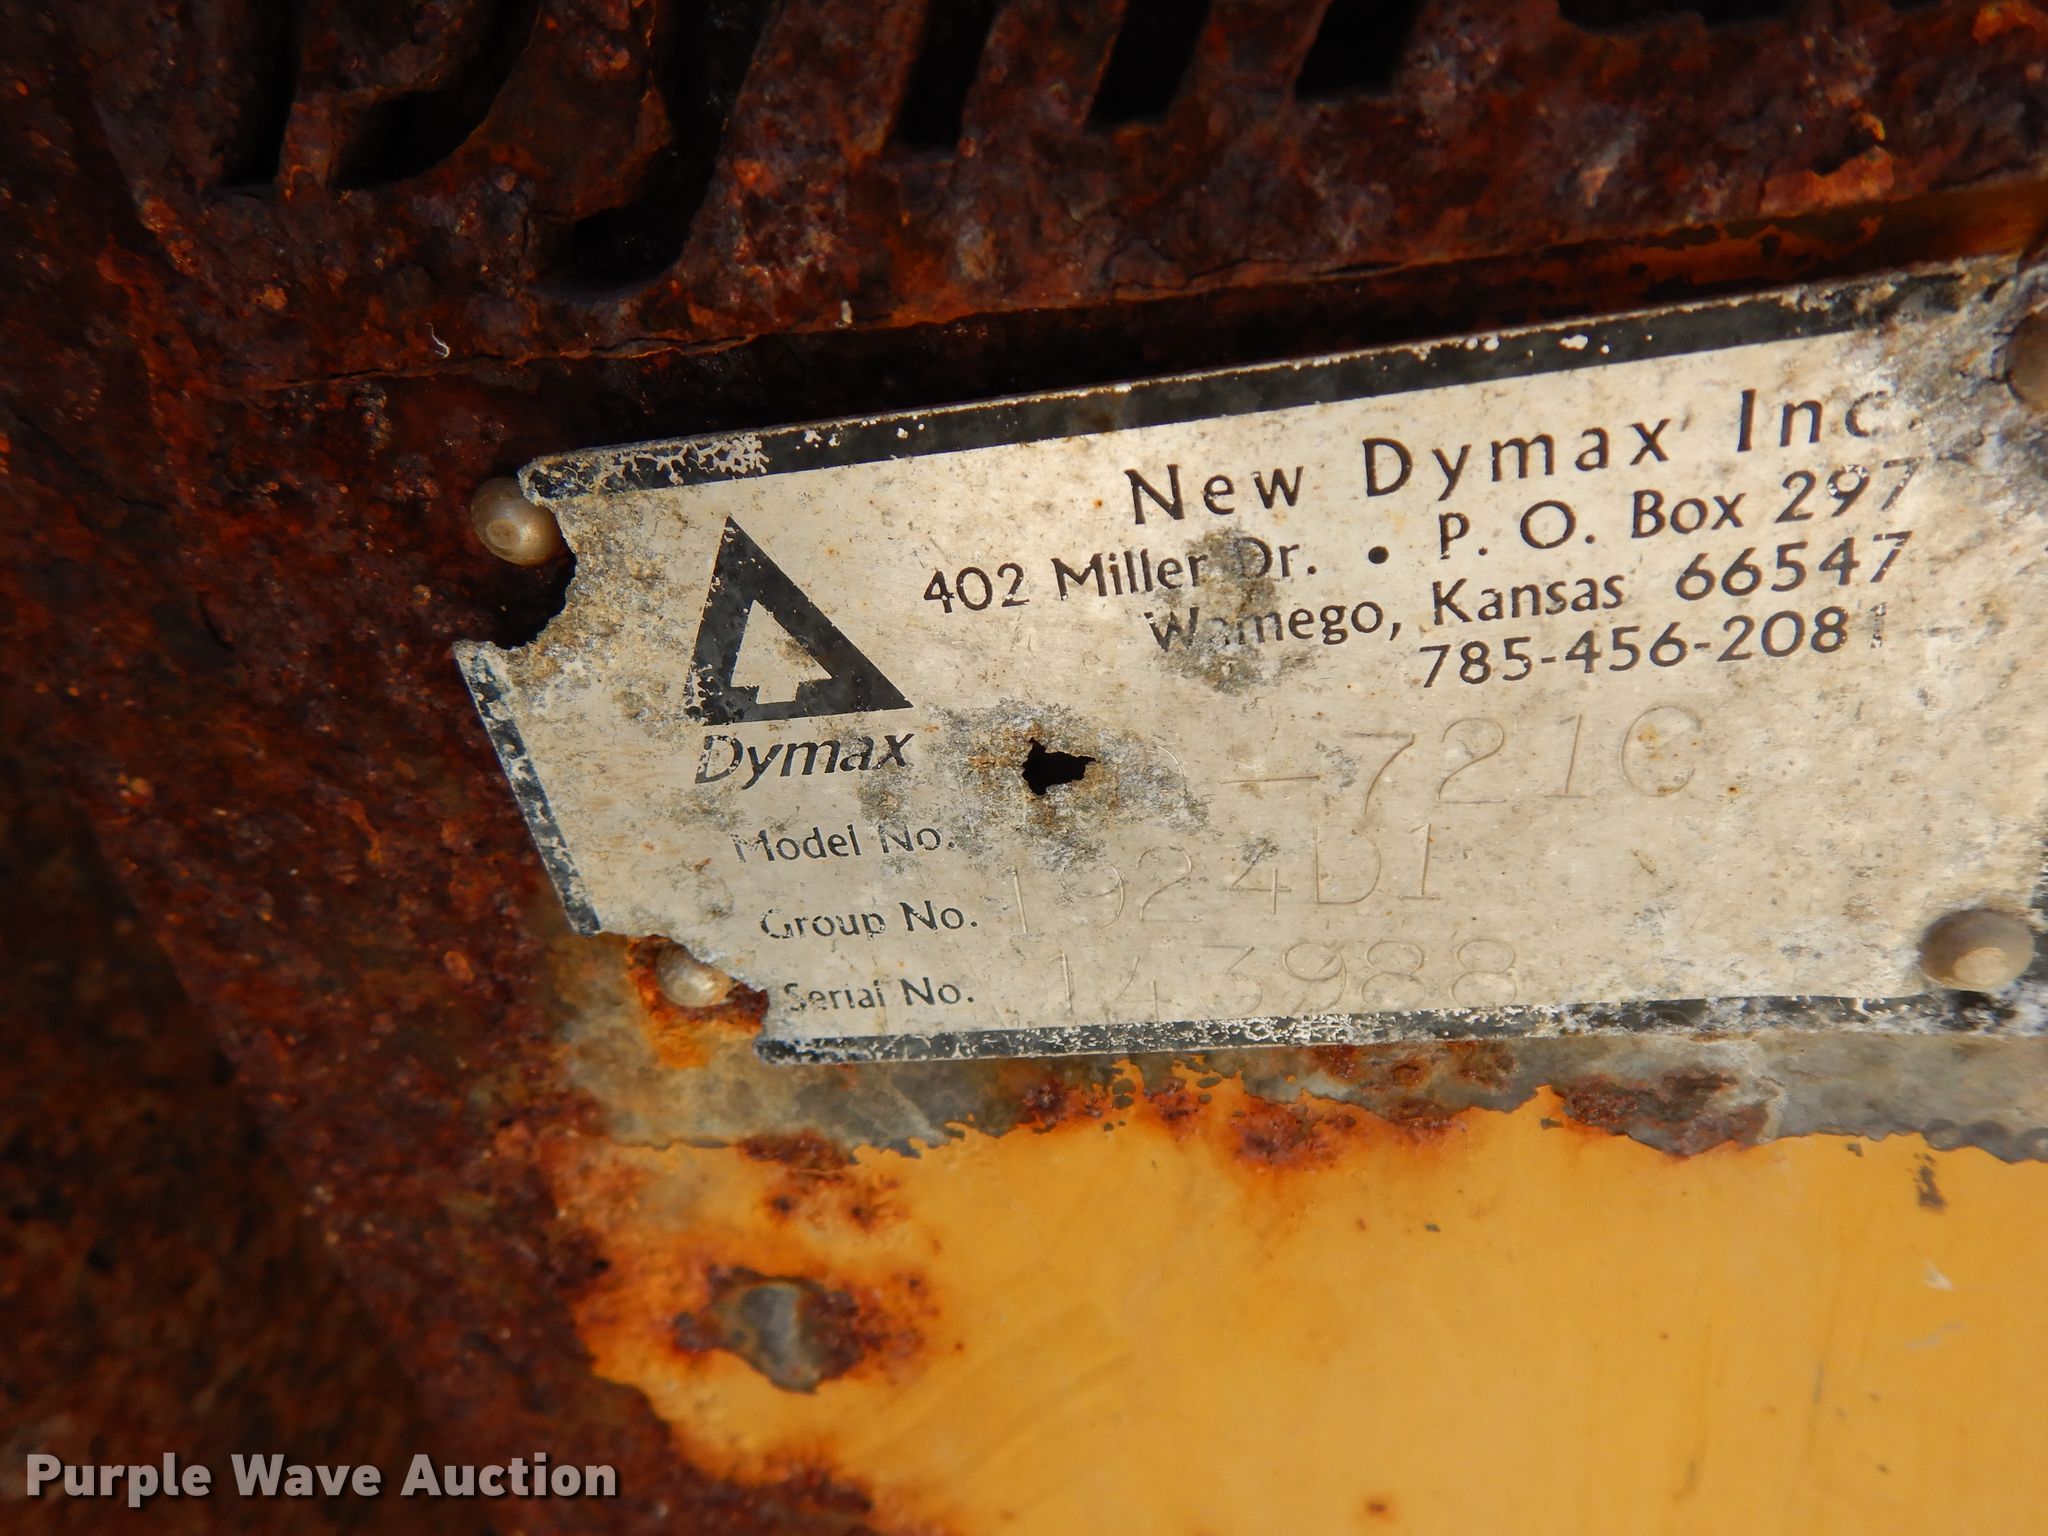 New Dymax Inc.
402 Miller Dr. • P. O. Box 297
Wamego, Kansas 66547
785-456-2081
Dymax
Model No. -721C
Group No. 1924D1
Serial No. 143988
Purple Wave Auction